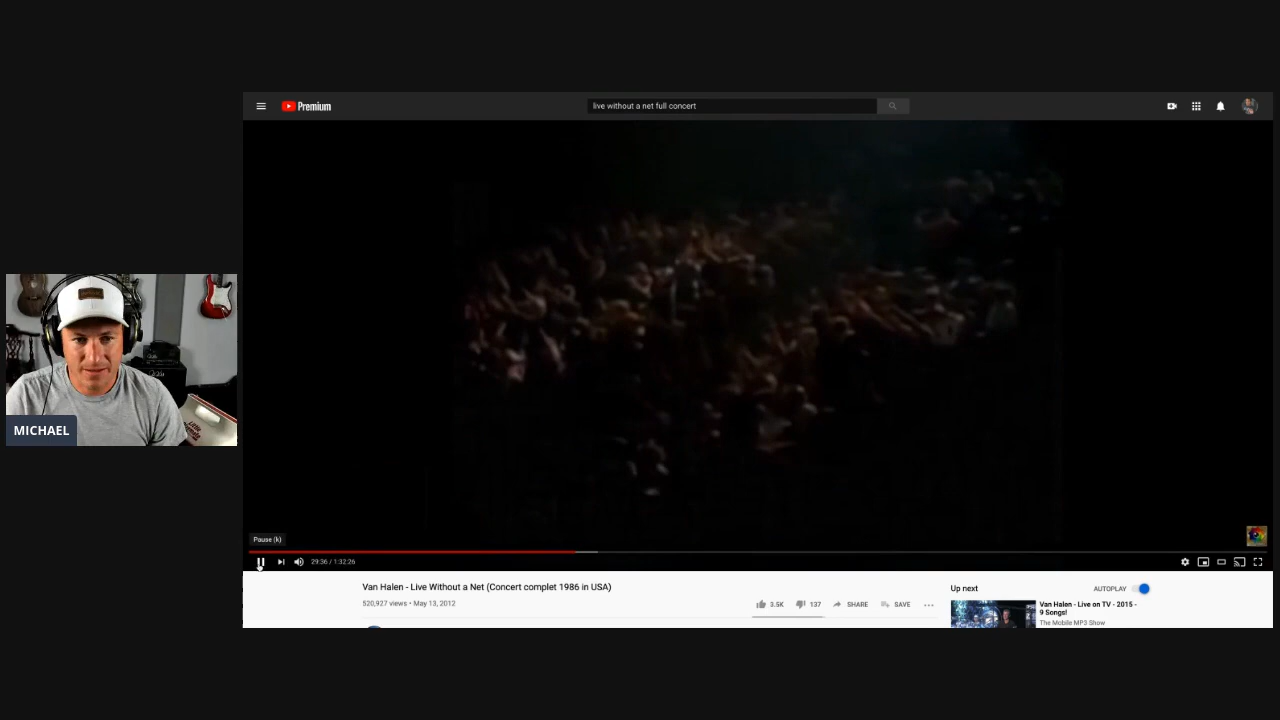 Premium
live without a net full concert
MICHAEL
Pause (k)
29:36 / 1:32:26
Van Halen - Live Without a Net (Concert complet 1986 in USA)
520,927 views • May 13, 2012
3.5K
137
SHARE
SAVE
Up next
AUTOPLAY
Van Halen - Live on TV - 2015 -
9 Songs!
The Mobile MP3 Show